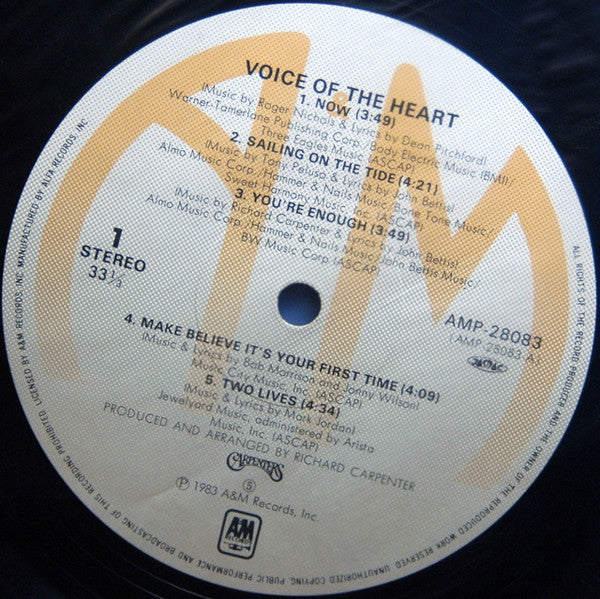 VOICE OF THE HEART
1. NOW (3:49)
(Music by Roger Nichols & Lyrics by Dean Pitchford)
Warner-Tamerlane Publishing Corp./Body Electric Music (BMI)/
Three Eagles Music (ASCAP)
2. SAILING ON THE TIDE (4:21)
(Music by Tony Peluso & Lyrics by John Bettis)
Almo Music Corp./Hammer & Nails Music/Bone Tone Music/
Sweet Harmony Music, Inc. (ASCAP)
3. YOU'RE ENOUGH (3:49)
(Music by Richard Carpenter & Lyrics by John Bettis)
Almo Music Corp./Hammer & Nails Music/John Bettis Music/
BW Music Corp. (ASCAP)
1
STEREO
33 1/3
AMP-28083
(AMP 28083 A)
4. MAKE BELIEVE IT'S YOUR FIRST TIME (4:09)
(Music & Lyrics by Bob Morrison and Jonny Wilson)
Music City Music, Inc. (ASCAP)
5. TWO LIVES (4:34)
(Music & Lyrics by Mark Jordan)
Jewelyard Music, administered by Arista
Music, Inc. (ASCAP)
PRODUCED AND ARRANGED BY RICHARD CARPENTER
CARPENTERS
Ⓢ
Ⓟ 1983 A&M Records, Inc.
A&M
RECORDS
ALL RIGHTS OF THE RECORD PRODUCER AND OF THE OWNER OF THE REPRODUCED WORK RESERVED. UNAUTHORIZED COPYING, PUBLIC PERFORMANCE AND BROADCASTING OF THIS RECORDING PROHIBITED. LICENSED BY A&M RECORDS, INC. MANUFACTURED BY ALFA RECORDS, INC.